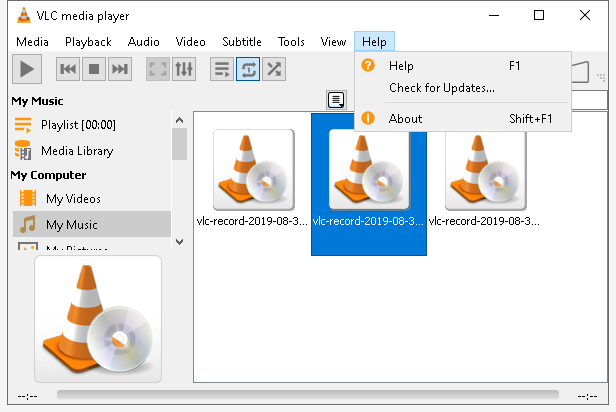 VLC media player
Media Playback Audio Video Subtitle Tools View Help
Help F1
Check for Updates...
About Shift+F1
My Music
Playlist [00:00]
Media Library
My Computer
My Videos
My Music
My Pictures
vlc-record-2019-08-3... vlc-record-2019-08-3... vlc-record-2019-08-3...
--:-- --:--